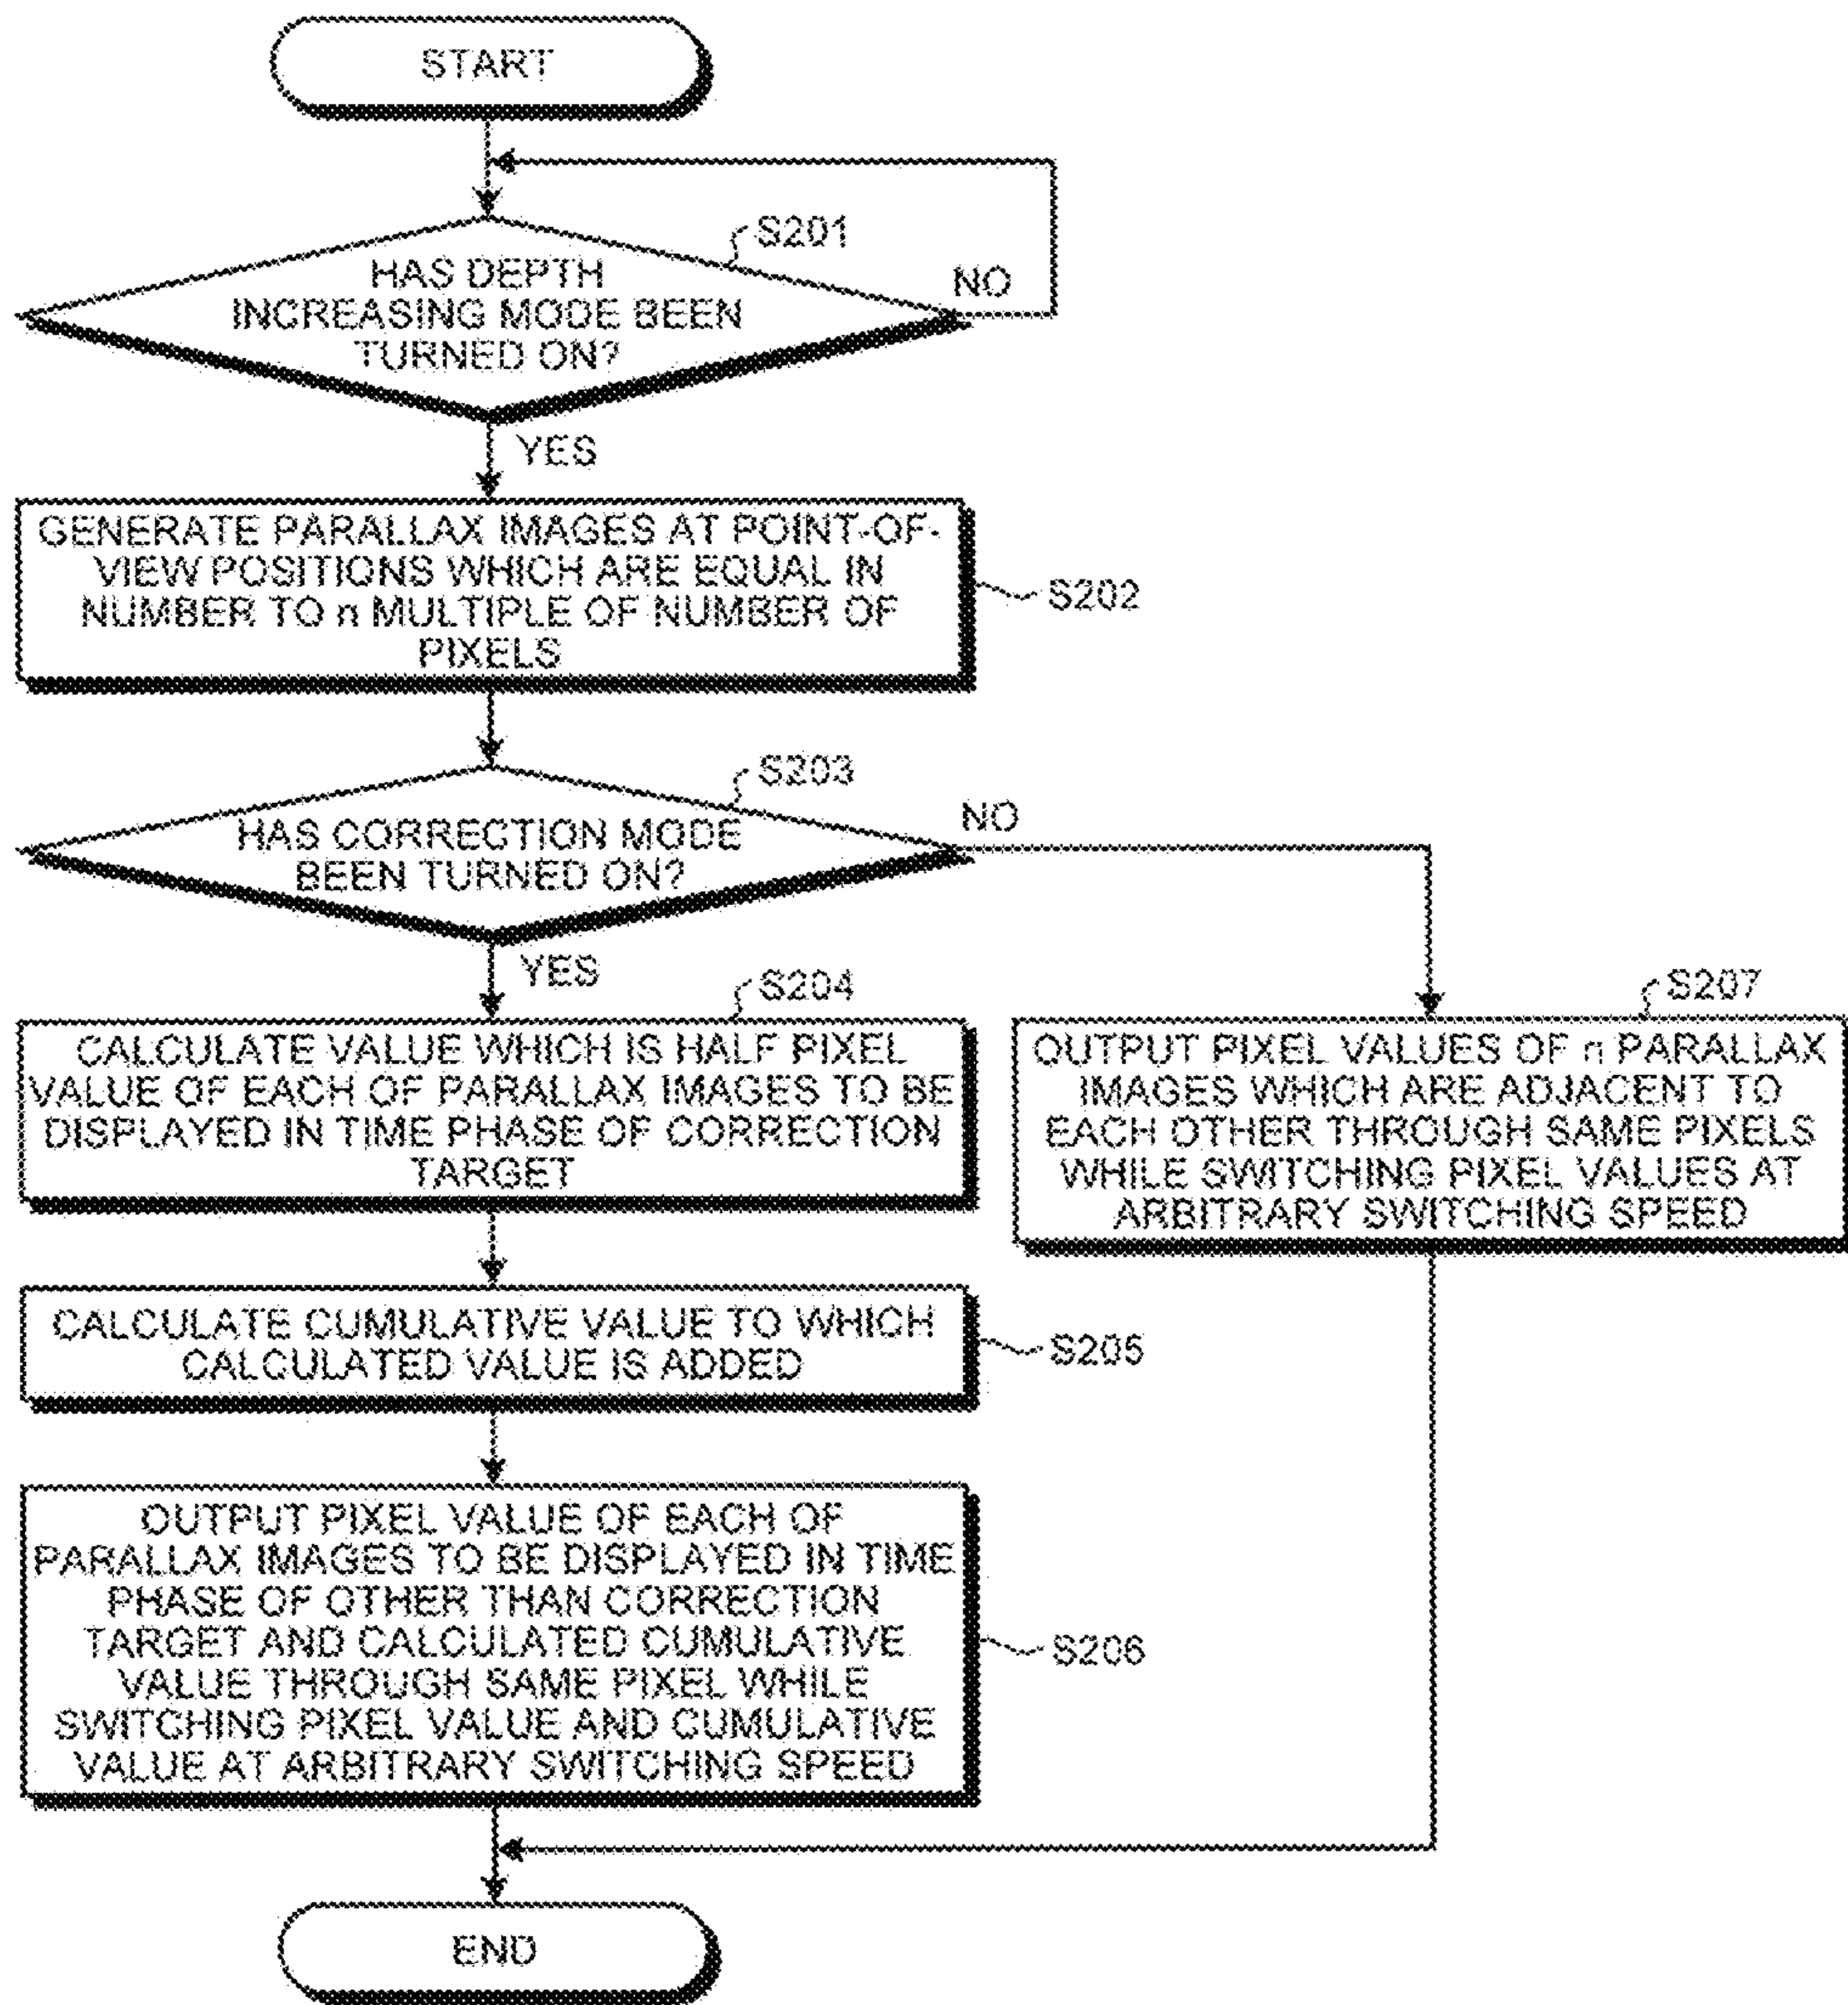 START
S201
HAS DEPTH
INCREASING MODE BEEN
TURNED ON?
NO
YES
GENERATE PARALLAX IMAGES AT POINT-OF-
VIEW POSITIONS WHICH ARE EQUAL IN
NUMBER TO n MULTIPLE OF NUMBER OF
PIXELS
S202
S203
HAS CORRECTION MODE
BEEN TURNED ON?
NO
YES
S204
CALCULATE VALUE WHICH IS HALF PIXEL
VALUE OF EACH OF PARALLAX IMAGES TO BE
DISPLAYED IN TIME PHASE OF CORRECTION
TARGET
S207
OUTPUT PIXEL VALUES OF n PARALLAX
IMAGES WHICH ARE ADJACENT TO
EACH OTHER THROUGH SAME PIXELS
WHILE SWITCHING PIXEL VALUES AT
ARBITRARY SWITCHING SPEED
CALCULATE CUMULATIVE VALUE TO WHICH
CALCULATED VALUE IS ADDED
S205
OUTPUT PIXEL VALUE OF EACH OF
PARALLAX IMAGES TO BE DISPLAYED IN TIME
PHASE OF OTHER THAN CORRECTION
TARGET AND CALCULATED CUMULATIVE
VALUE THROUGH SAME PIXEL WHILE
SWITCHING PIXEL VALUE AND CUMULATIVE
VALUE AT ARBITRARY SWITCHING SPEED
S206
END